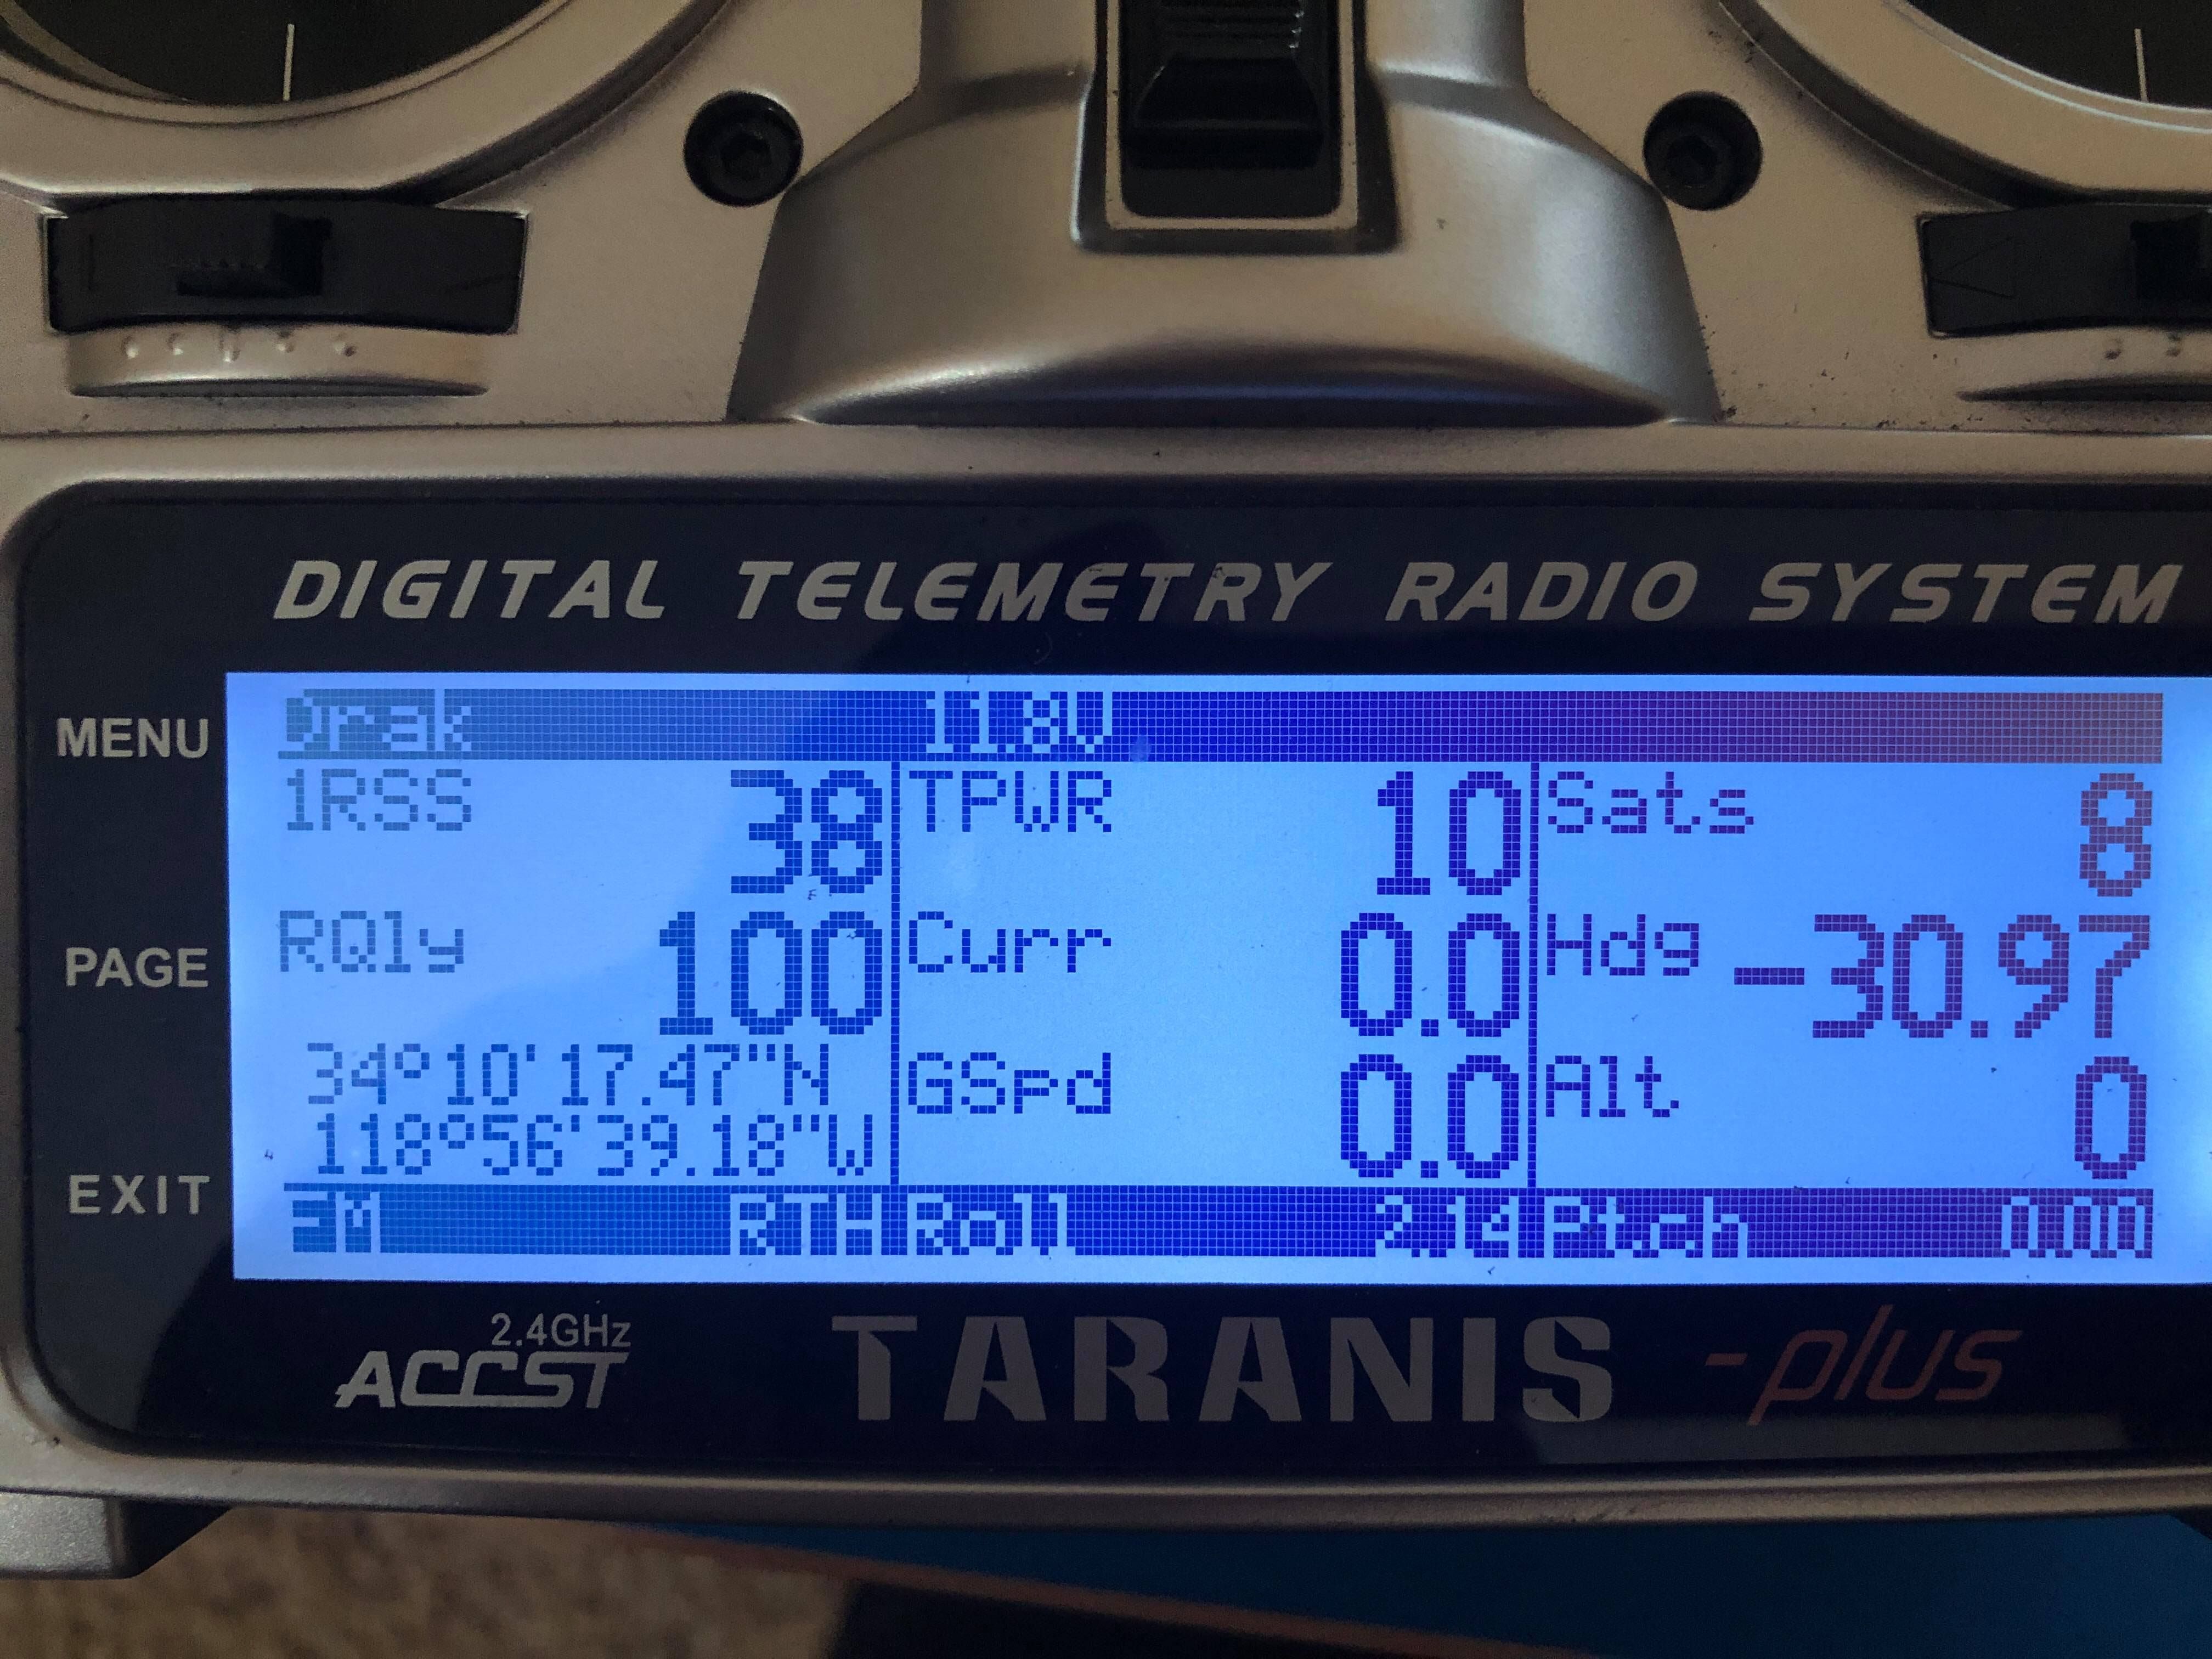 DIGITAL TELEMETRY RADIO SYSTEM
MENU
PAGE
EXIT
Drak 11.8V
1RSS 38 TPWR 10 Sats 8
RQly 100 Curr 0.0 Hdg -30.97
34°10'17.47"N GSpd 0.0 Alt 0
118°56'39.18"W
FM RTH Roll 2.14 Ptch 0.00
2.4GHz
ACCST TARANIS -plus